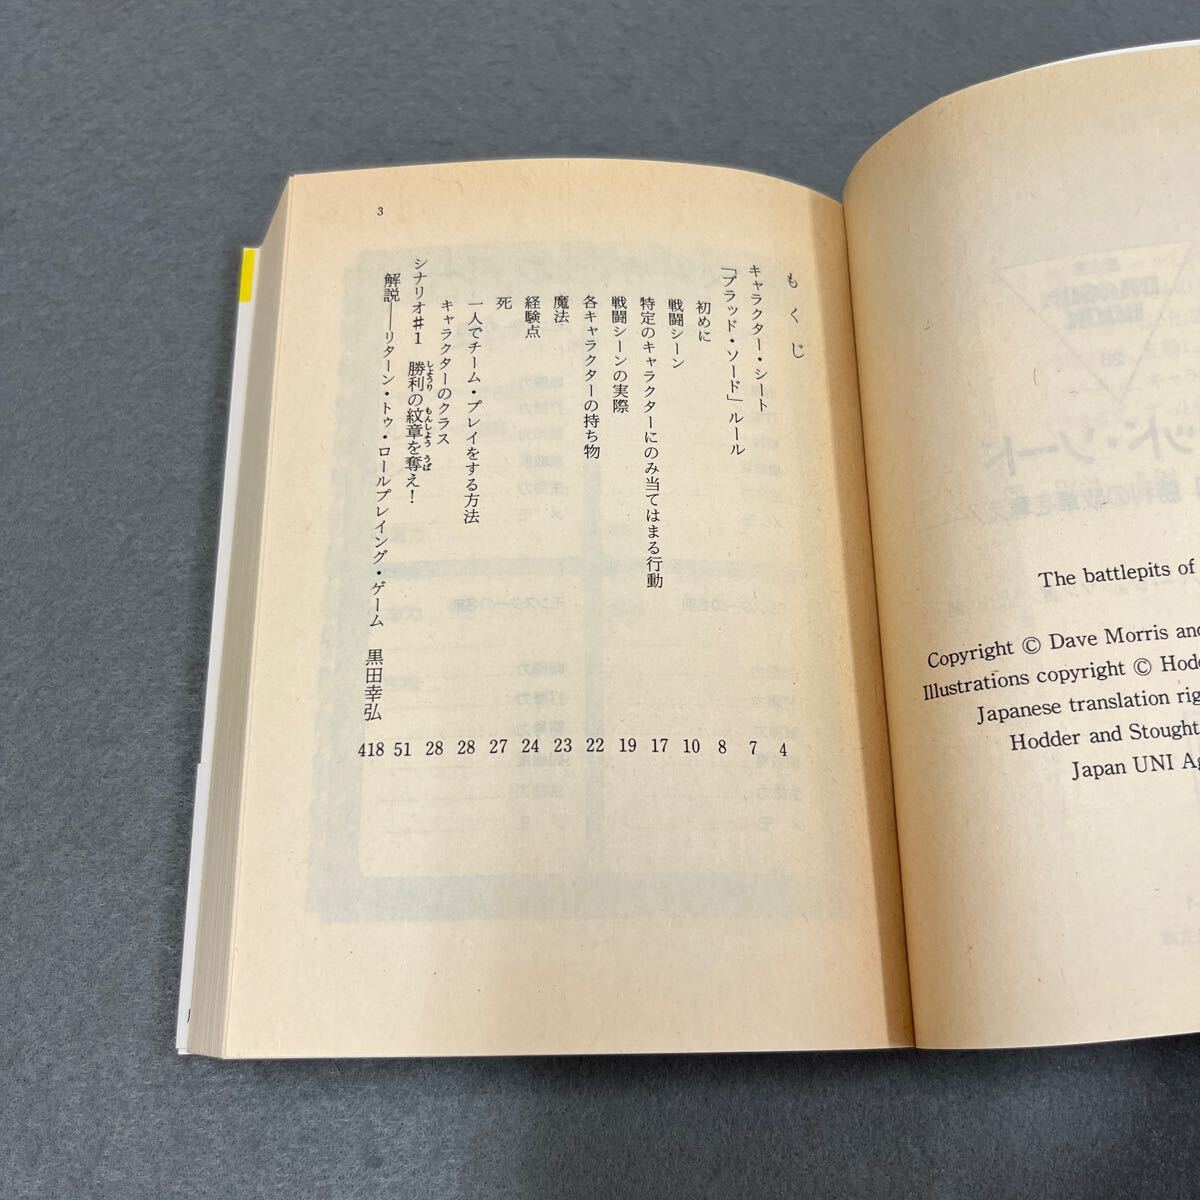 The battlepits of
Copyright © Dave Morris and
Illustrations copyright © Hodd
Japanese translation rig
Hodder and Stought
Japan UNI Ag
もくじ
キャラクター・シート 4
「ブラッド・ソード」ルール 7
初めに 8
戦闘シーン 10
特定のキャラクターにのみ当てはまる行動 17
戦闘シーンの実際 19
各キャラクターの持ち物 22
魔法 23
経験点 24
死 27
一人でチーム・プレイをする方法 28
キャラクターのクラス 28
シナリオ♯1 勝利の紋章を奪え! 51
解説――リターン・トゥ・ロールプレイング・ゲーム 黒田幸弘 418
3